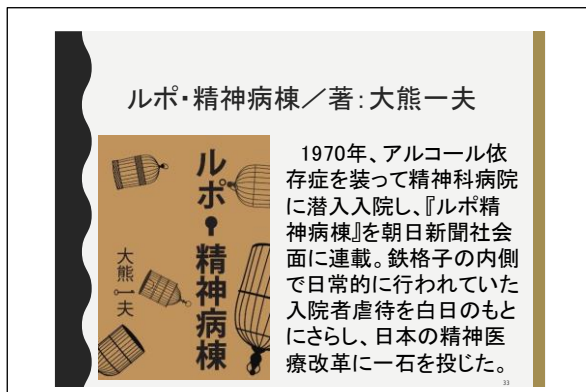 ルポ・精神病棟／著：大熊一夫
ルポ・精神病棟
大熊一夫
1970年、アルコール依
存症を装って精神科病院
に潜入入院し、『ルポ精
神病棟』を朝日新聞社会
面に連載。鉄格子の内側
で日常的に行われていた
入院者虐待を白日のもと
にさらし、日本の精神医
療改革に一石を投じた。
33